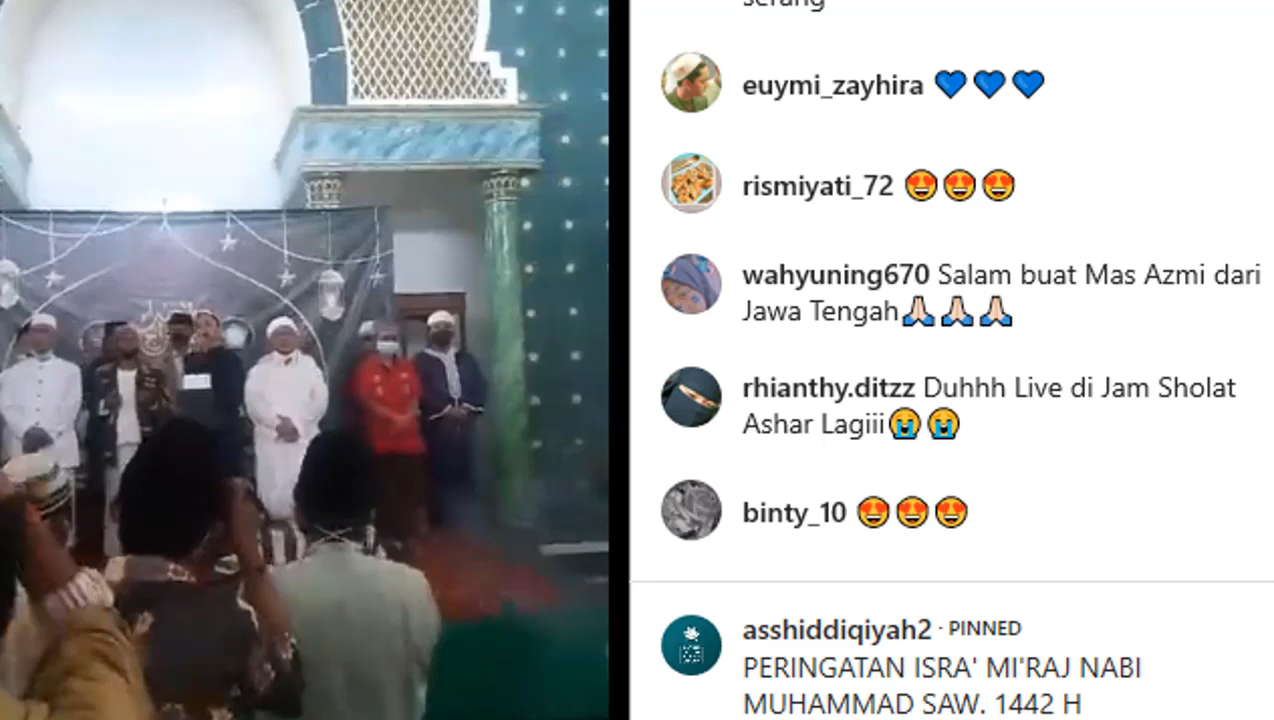 serang
euymi_zayhira 💙💙💙
rismiyati_72 😍😍😍
wahyuning670 Salam buat Mas Azmi dari
Jawa Tengah🙏🏻🙏🏻🙏🏻
rhianthy.ditzz Duhhh Live di Jam Sholat
Ashar Lagiii😭😭
binty_10 😍😍😍
asshiddiqiyah2 · PINNED
PERINGATAN ISRA' MI'RAJ NABI
MUHAMMAD SAW. 1442 H